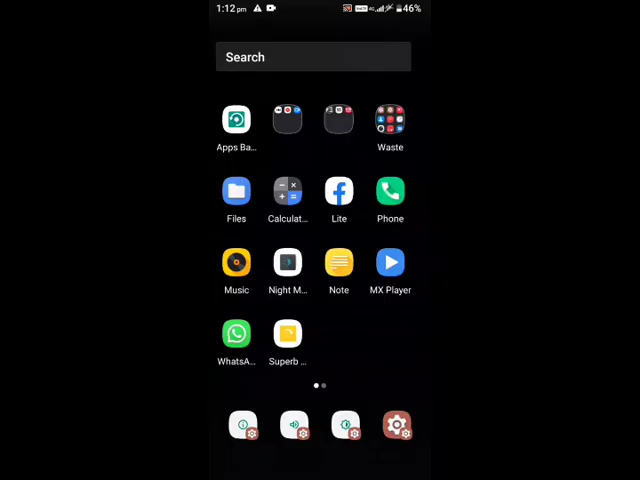 1:12 pm
46%
Search
Apps Ba...
Waste
Files
Calculat...
Lite
Phone
Music
Night M...
Note
MX Player
WhatsA...
Superb ...